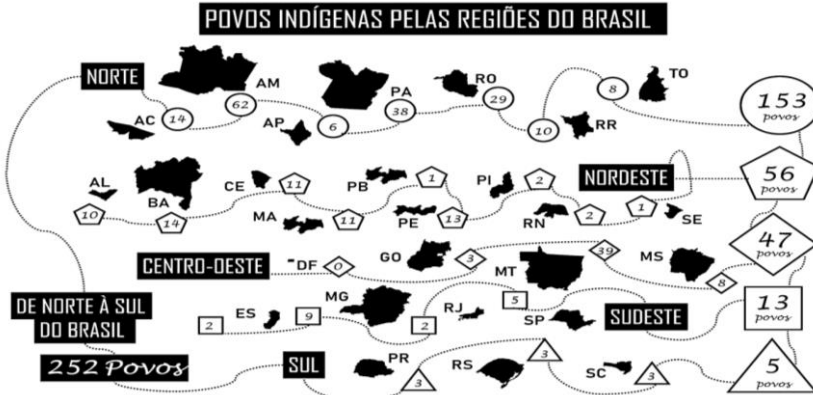 POVOS INDÍGENAS PELAS REGIÕES DO BRASIL
NORTE
AC
14
AM
62
AP
6
PA
38
RO
29
10
RR
8
TO
153
povos
AL
10
BA
14
CE
11
MA
11
PB
1
PE
13
PI
2
RN
2
1
SE
NORDESTE
56
povos
CENTRO-OESTE
DF
0
GO
3
MT
39
MS
8
47
povos
DE NORTE À SUL
DO BRASIL
252 Povos
2
ES
9
MG
2
RJ
5
SP
SUDESTE
13
povos
SUL
PR
3
RS
3
SC
3
5
povos